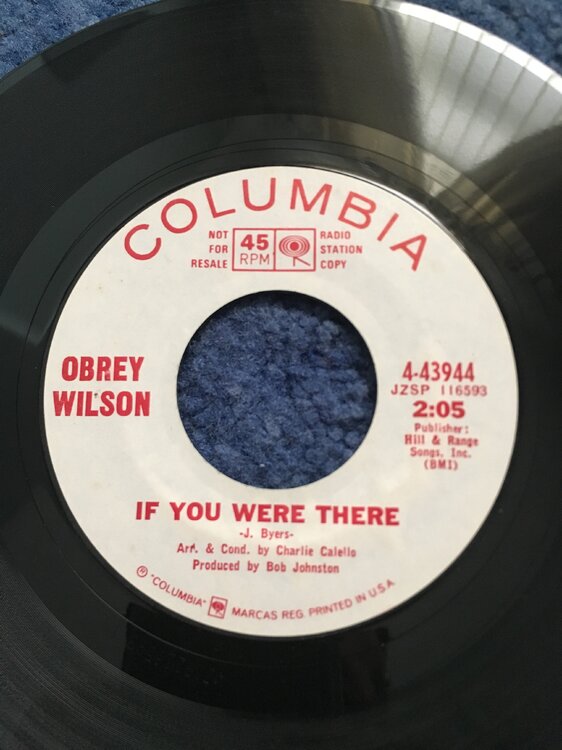 COLUMBIA
NOT FOR RESALE
45 RPM
RADIO STATION COPY
OBREY
WILSON
4-43944
JZSP 116593
2:05
Publisher:
Hill & Range
Songs, Inc.
(BMI)
IF YOU WERE THERE
-J. Byers-
Arr. & Cond. by Charlie Calello
Produced by Bob Johnston
℗ "COLUMBIA" MARCAS REG. PRINTED IN U.S.A.